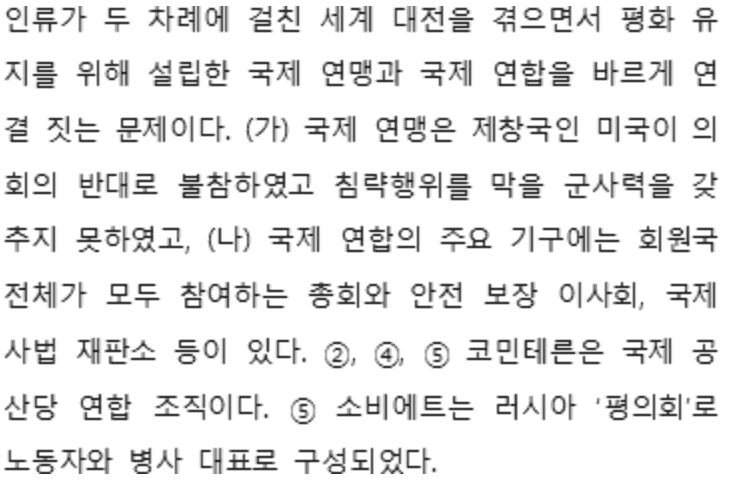 인류가 두 차례에 걸친 세계 대전을 겪으면서 평화 유
지를 위해 설립한 국제 연맹과 국제 연합을 바르게 연
결 짓는 문제이다. (가) 국제 연맹은 제창국인 미국이 의
회의 반대로 불참하였고 침략행위를 막을 군사력을 갖
추지 못하였고, (나) 국제 연합의 주요 기구에는 회원국
전체가 모두 참여하는 총회와 안전 보장 이사회, 국제
사법 재판소 등이 있다. ②, ④, ⑤ 코민테른은 국제 공
산당 연합 조직이다. ⑤ 소비에트는 러시아 ‘평의회’로
노동자와 병사 대표로 구성되었다.